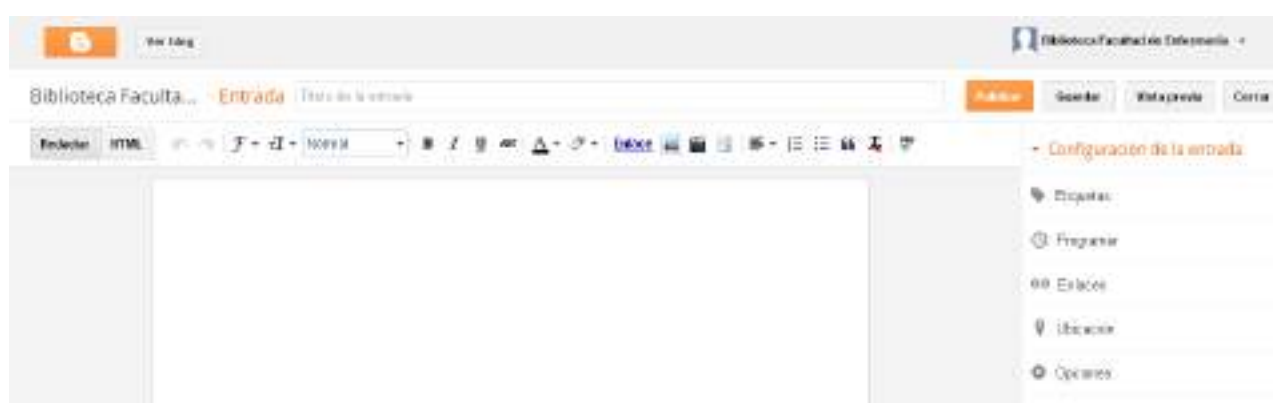 Ver blog
Biblioteca Facultad de Enfermería
Biblioteca Faculta... Entrada Título de la entrada
Publicar Guardar Vista previa Cerrar
Redactar HTML Normal Enlace
Configuración de la entrada
Etiquetas
Programar
Enlaces
Ubicación
Opciones